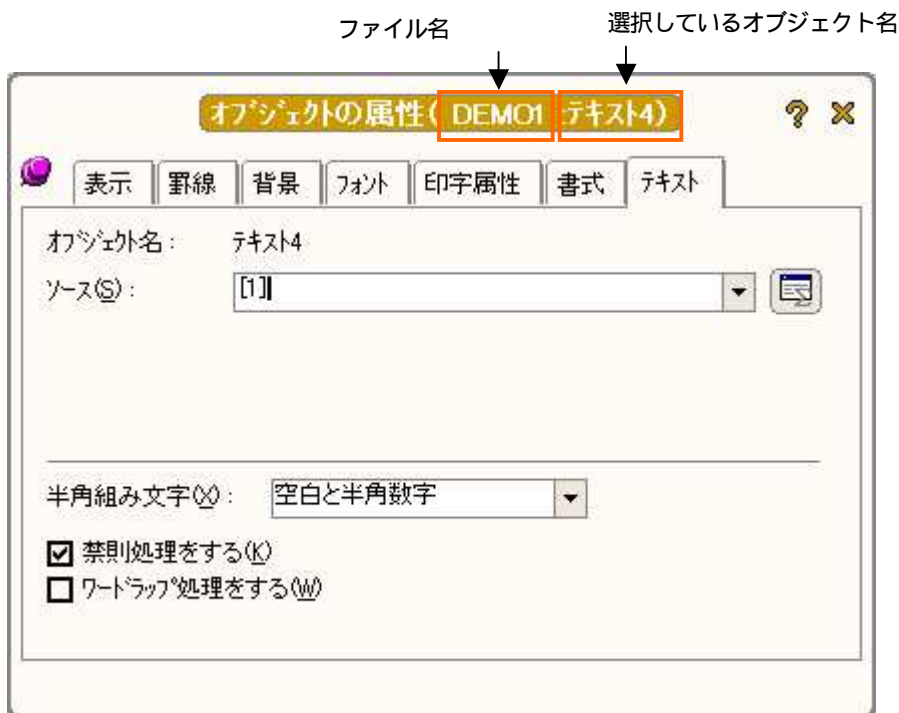 ファイル名
選択しているオブジェクト名
オブジェクトの属性( DEMO1 テキスト4)
表示 罫線 背景 フォント 印字属性 書式 テキスト
オブジェクト名: テキスト4
ソース(S): [1]
半角組み文字(X): 空白と半角数字
禁則処理をする(K)
ワードラップ処理をする(W)